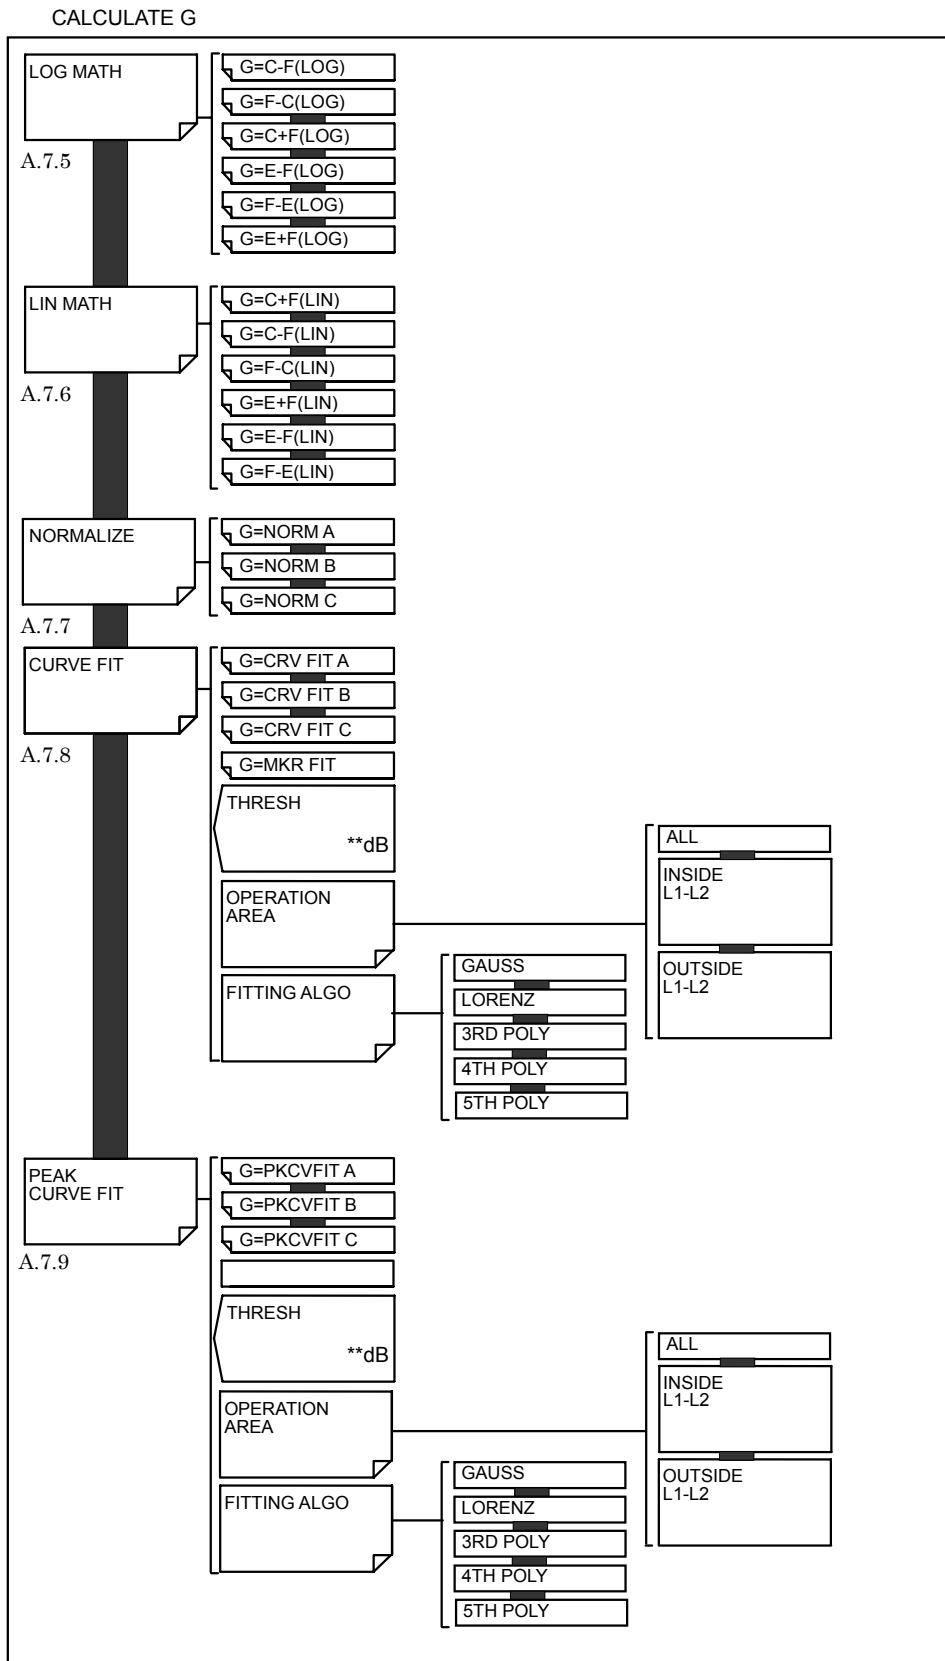 CALCULATE G
LOG MATH
A.7.5
G=C-F(LOG)
G=F-C(LOG)
G=C+F(LOG)
G=E-F(LOG)
G=F-E(LOG)
G=E+F(LOG)
LIN MATH
A.7.6
G=C+F(LIN)
G=C-F(LIN)
G=F-C(LIN)
G=E+F(LIN)
G=E-F(LIN)
G=F-E(LIN)
NORMALIZE
A.7.7
G=NORM A
G=NORM B
G=NORM C
CURVE FIT
A.7.8
G=CRV FIT A
G=CRV FIT B
G=CRV FIT C
G=MKR FIT
THRESH
**dB
OPERATION
AREA
ALL
INSIDE
L1-L2
OUTSIDE
L1-L2
FITTING ALGO
GAUSS
LORENZ
3RD POLY
4TH POLY
5TH POLY
PEAK
CURVE FIT
A.7.9
G=PKCVFIT A
G=PKCVFIT B
G=PKCVFIT C
THRESH
**dB
OPERATION
AREA
ALL
INSIDE
L1-L2
OUTSIDE
L1-L2
FITTING ALGO
GAUSS
LORENZ
3RD POLY
4TH POLY
5TH POLY